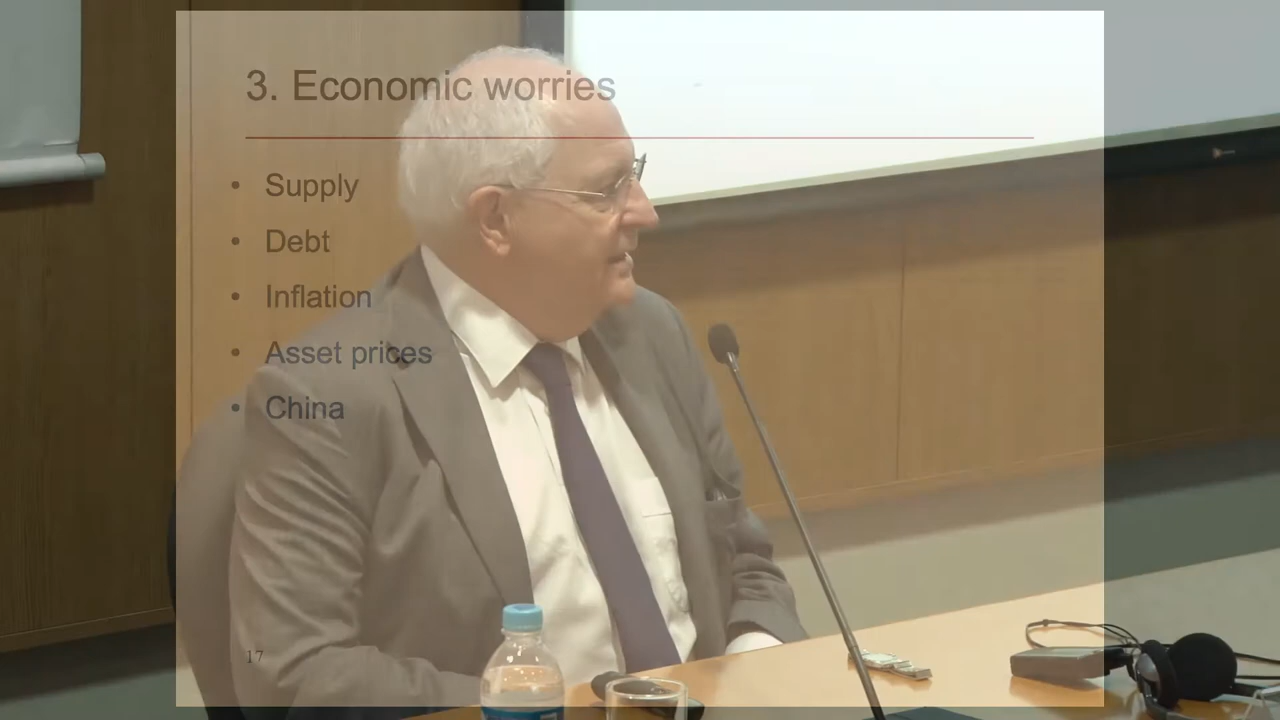 3. Economic worries
• Supply
• Debt
• Inflation
• Asset prices
• China
17